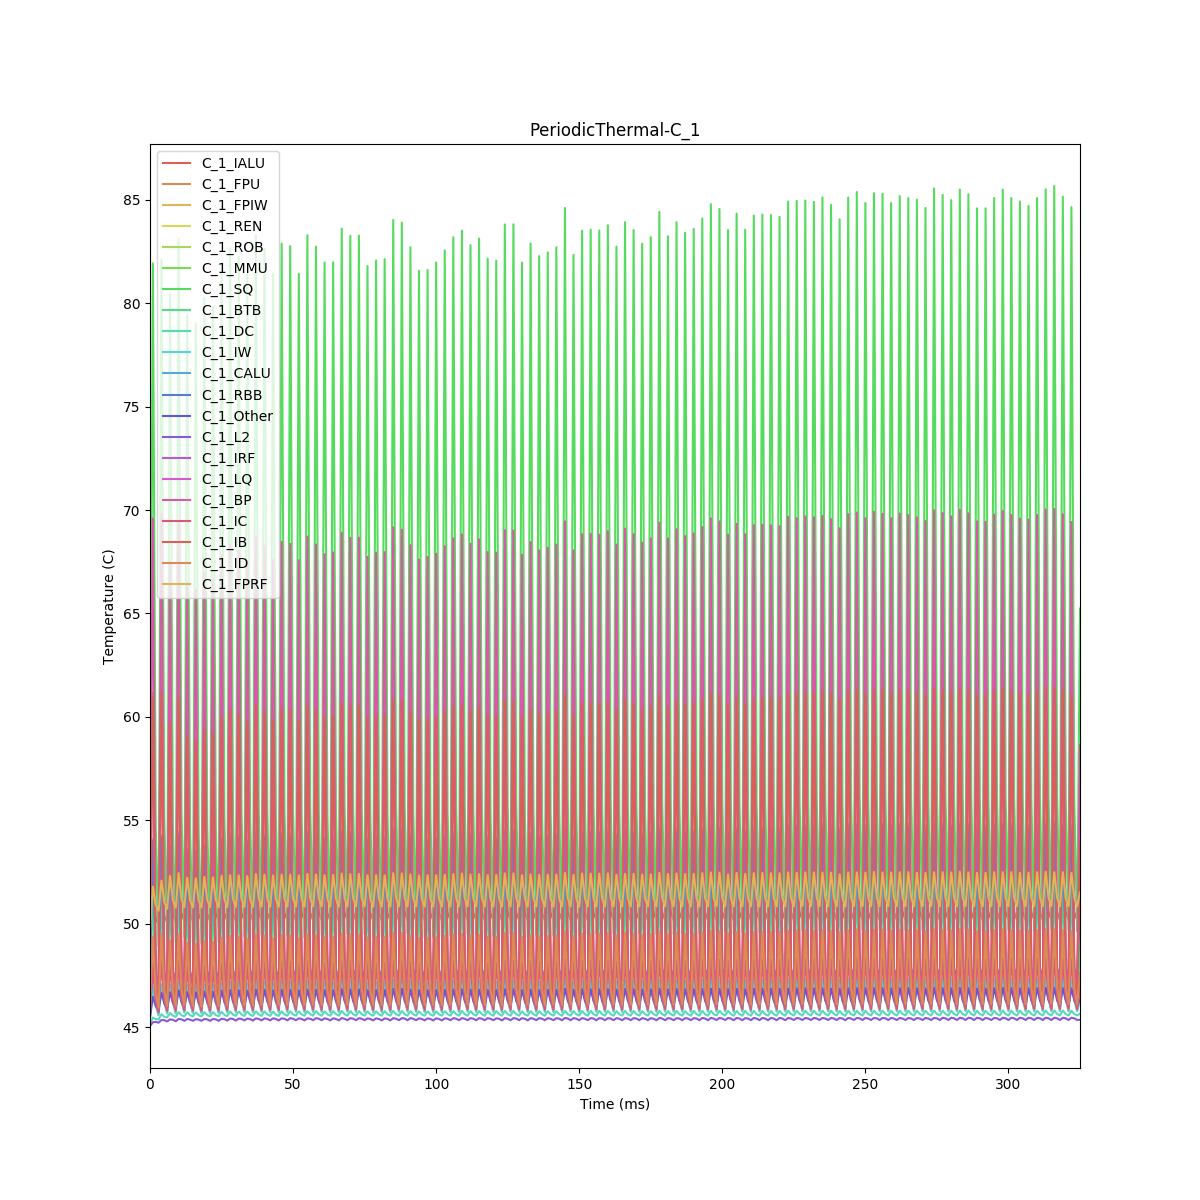 PeriodicThermal-C_1
C_1_IALU
C_1_FPU
C_1_FPIW
C_1_REN
C_1_ROB
C_1_MMU
C_1_SQ
C_1_BTB
C_1_DC
C_1_IW
C_1_CALU
C_1_RBB
C_1_Other
C_1_L2
C_1_IRF
C_1_LQ
C_1_BP
C_1_IC
C_1_IB
C_1_ID
C_1_FPRF
85
80
75
70
65
60
55
50
45
Temperature (C)
0 50 100 150 200 250 300
Time (ms)